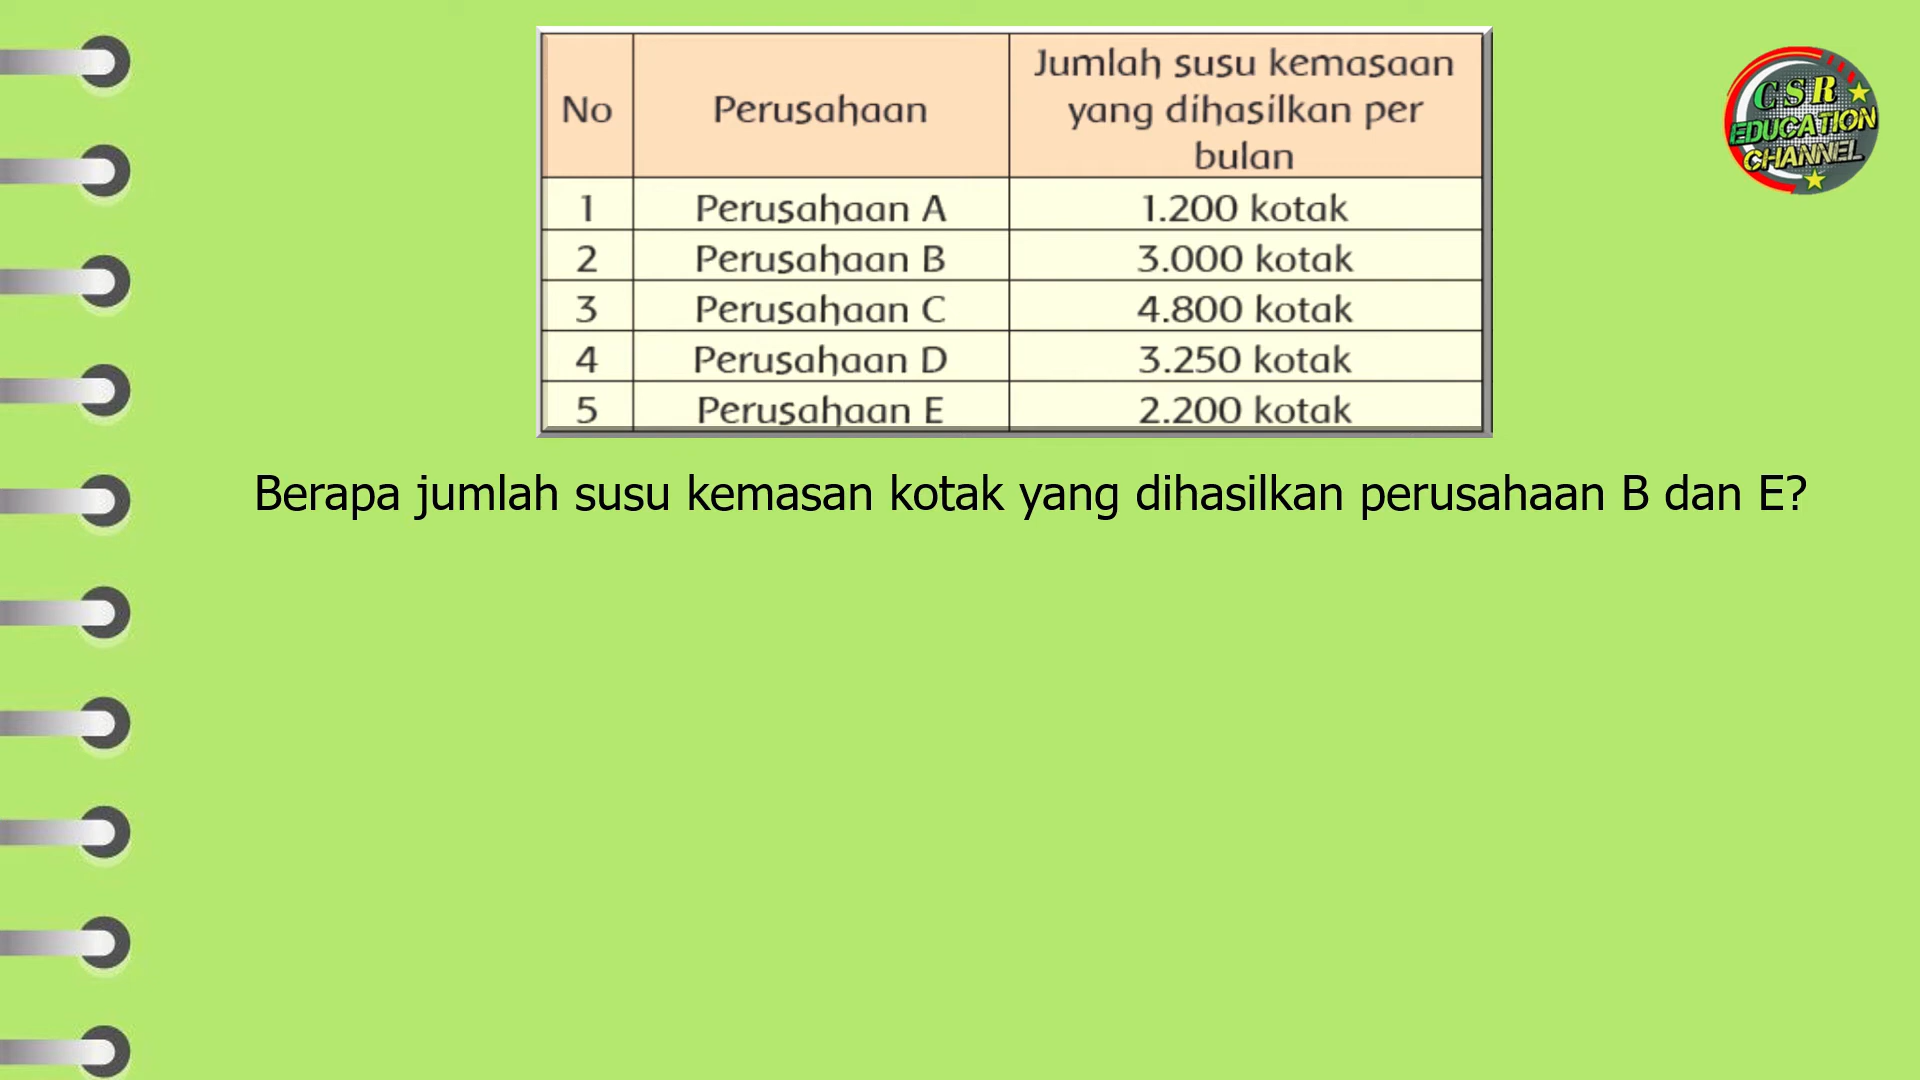 No Perusahaan Jumlah susu kemasaan
yang dihasilkan per
bulan
1 Perusahaan A 1.200 kotak
2 Perusahaan B 3.000 kotak
3 Perusahaan C 4.800 kotak
4 Perusahaan D 3.250 kotak
5 Perusahaan E 2.200 kotak
CSR
EDUCATION
CHANNEL
Berapa jumlah susu kemasan kotak yang dihasilkan perusahaan B dan E?